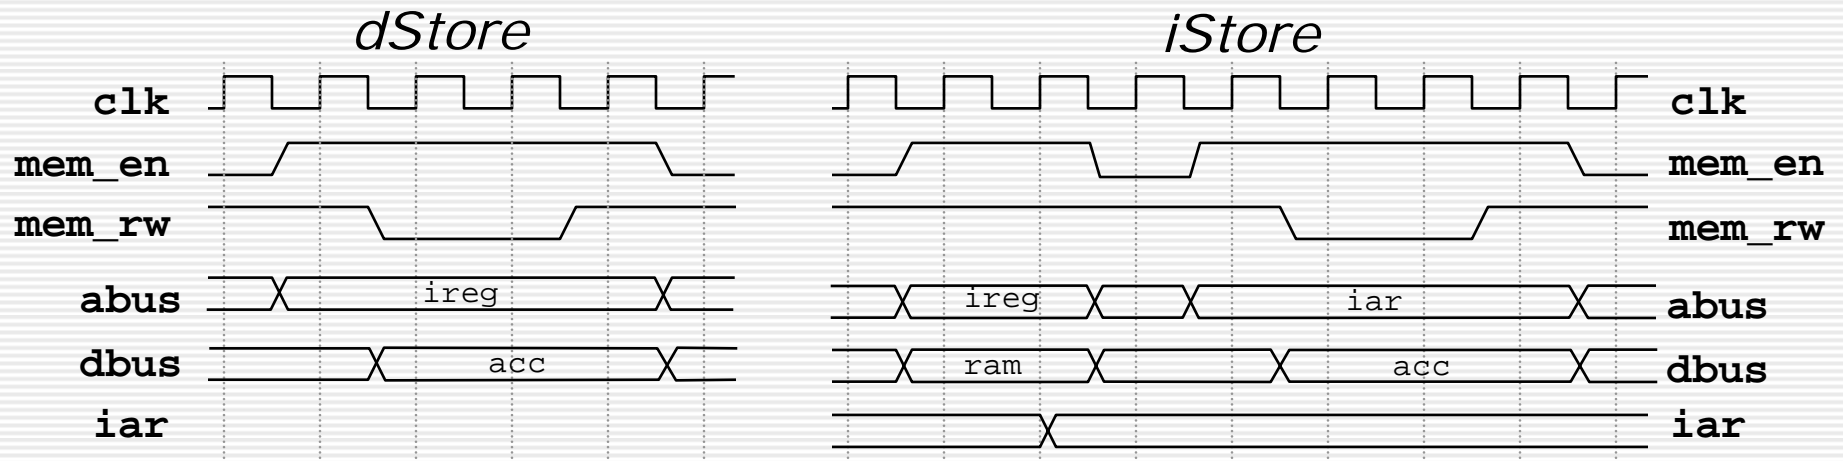 dStore iStore
clk clk
mem_en mem_en
mem_rw mem_rw
abus ireg ireg iar abus
dbus acc ram acc dbus
iar iar